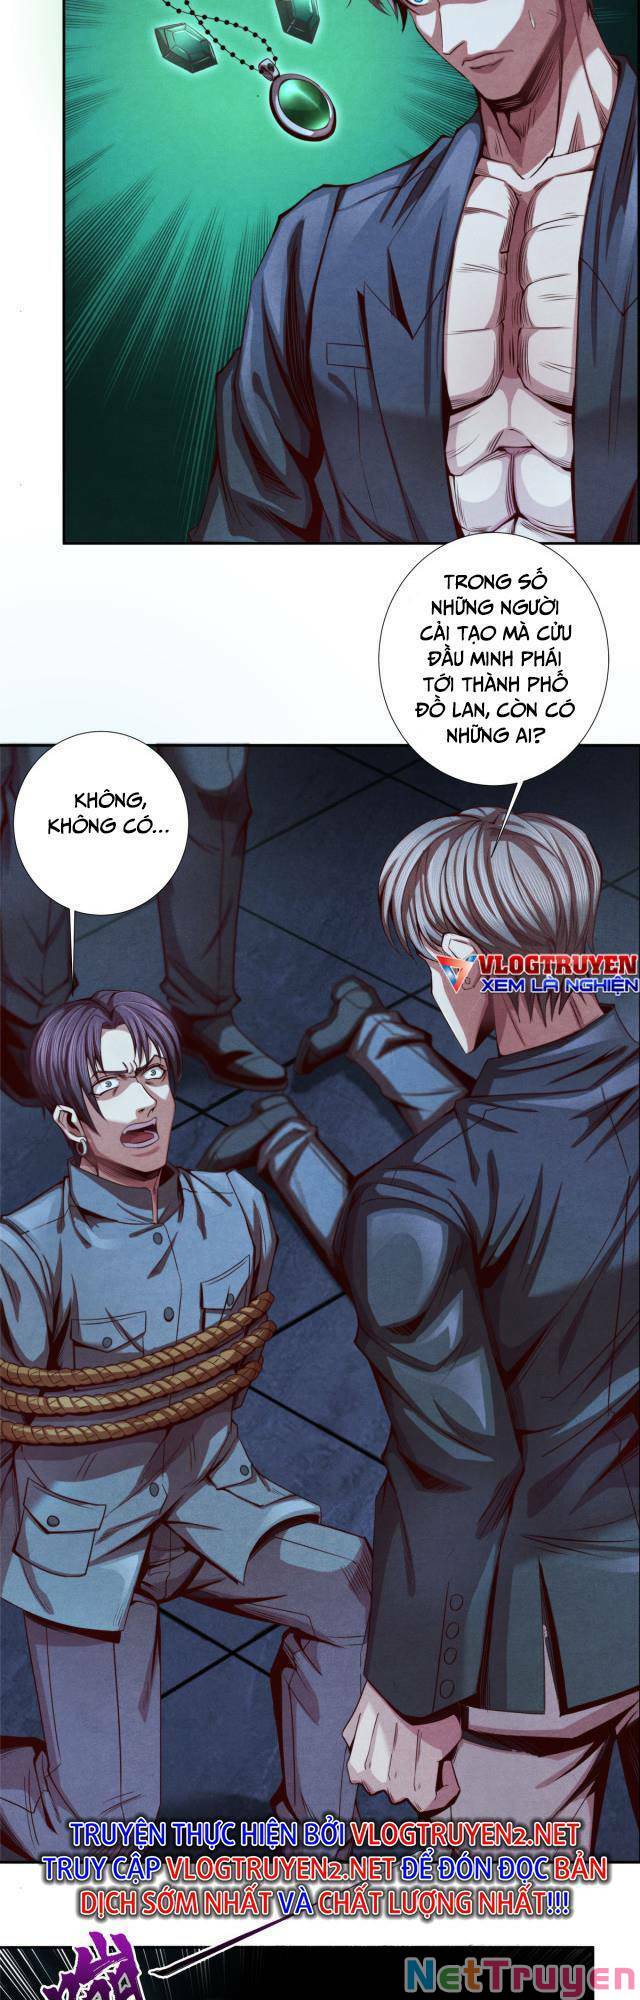 TRONG SỐ
NHỮNG NGƯỜI
CẢI TẠO MÀ CỬU
ĐẦU MINH PHÁI
TỚI THÀNH PHỐ
ĐỒ LAN, CÒN CÓ
NHỮNG AI?
KHÔNG,
KHÔNG CÓ...
VLOGTRUYEN
XEM LÀ NGHIỆN
TRUYỆN THỰC HIỆN BỞI VLOGTRUYEN2.NET
TRUY CẬP VLOGTRUYEN2.NET ĐỂ ĐÓN ĐỌC BẢN
DỊCH SỚM NHẤT VÀ CHẤT LƯỢNG NHẤT!!!
NetTruyen